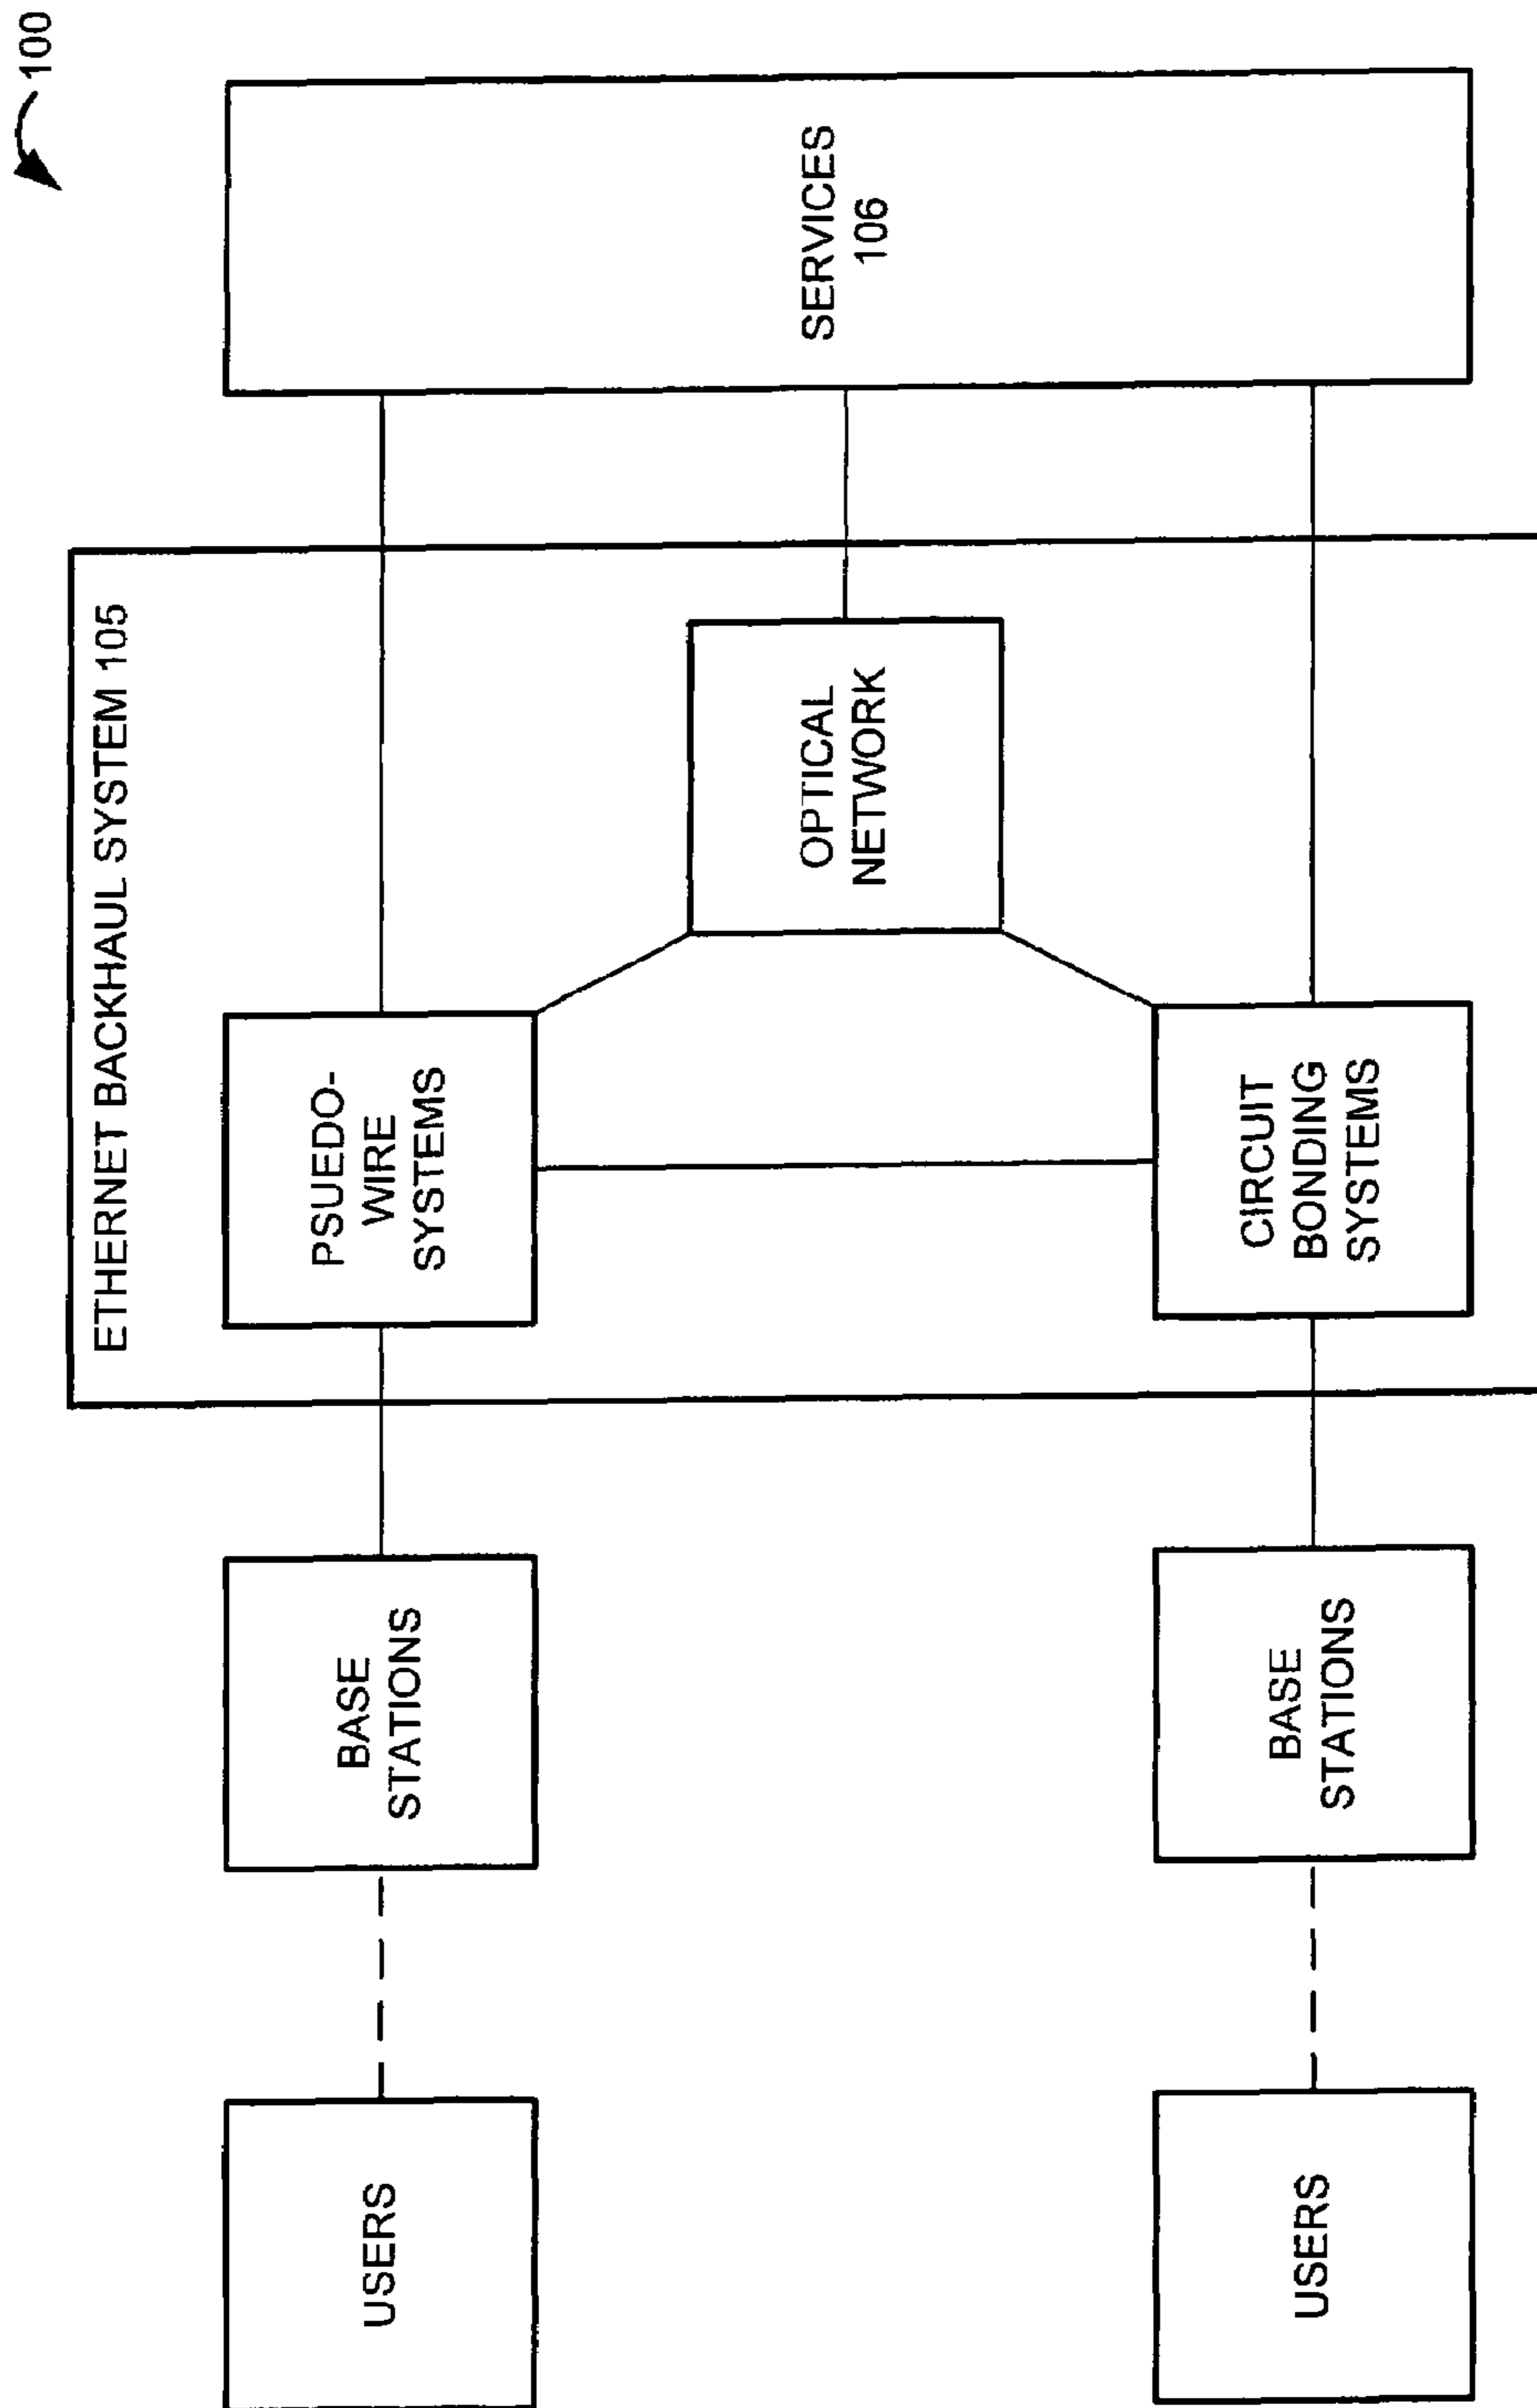 100
ETHERNET BACKHAUL SYSTEM 105
USERS
BASE
STATIONS
PSUEDO-
WIRE
SYSTEMS
OPTICAL
NETWORK
SERVICES
106
USERS
BASE
STATIONS
CIRCUIT
BONDING
SYSTEMS